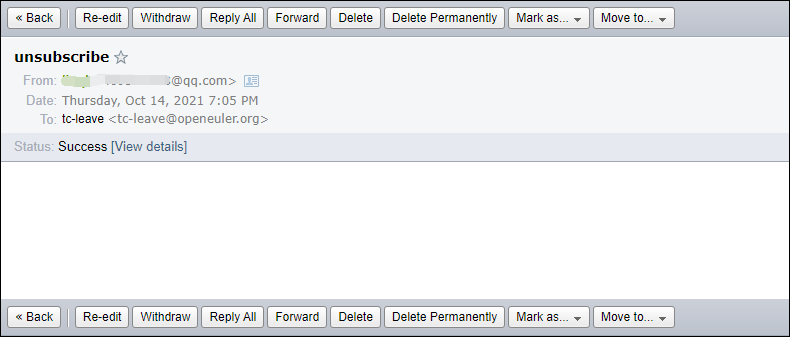 « Back Re-edit Withdraw Reply All Forward Delete Delete Permanently Mark as... Move to...
unsubscribe
From: @qq.com>
Date: Thursday, Oct 14, 2021 7:05 PM
To: tc-leave <tc-leave@openeuler.org>
Status: Success [View details]
« Back Re-edit Withdraw Reply All Forward Delete Delete Permanently Mark as... Move to...